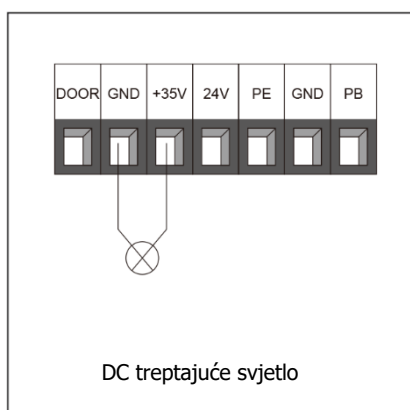 DOOR GND +35V 24V PE GND PB
DC treptajuće svjetlo